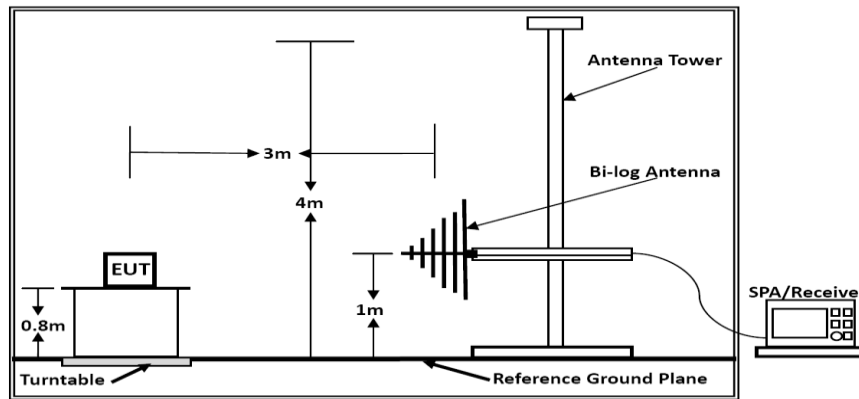 Antenna Tower
3m
Bi-log Antenna
4m
EUT
1m
SPA/Receive
0.8m
Turntable
Reference Ground Plane